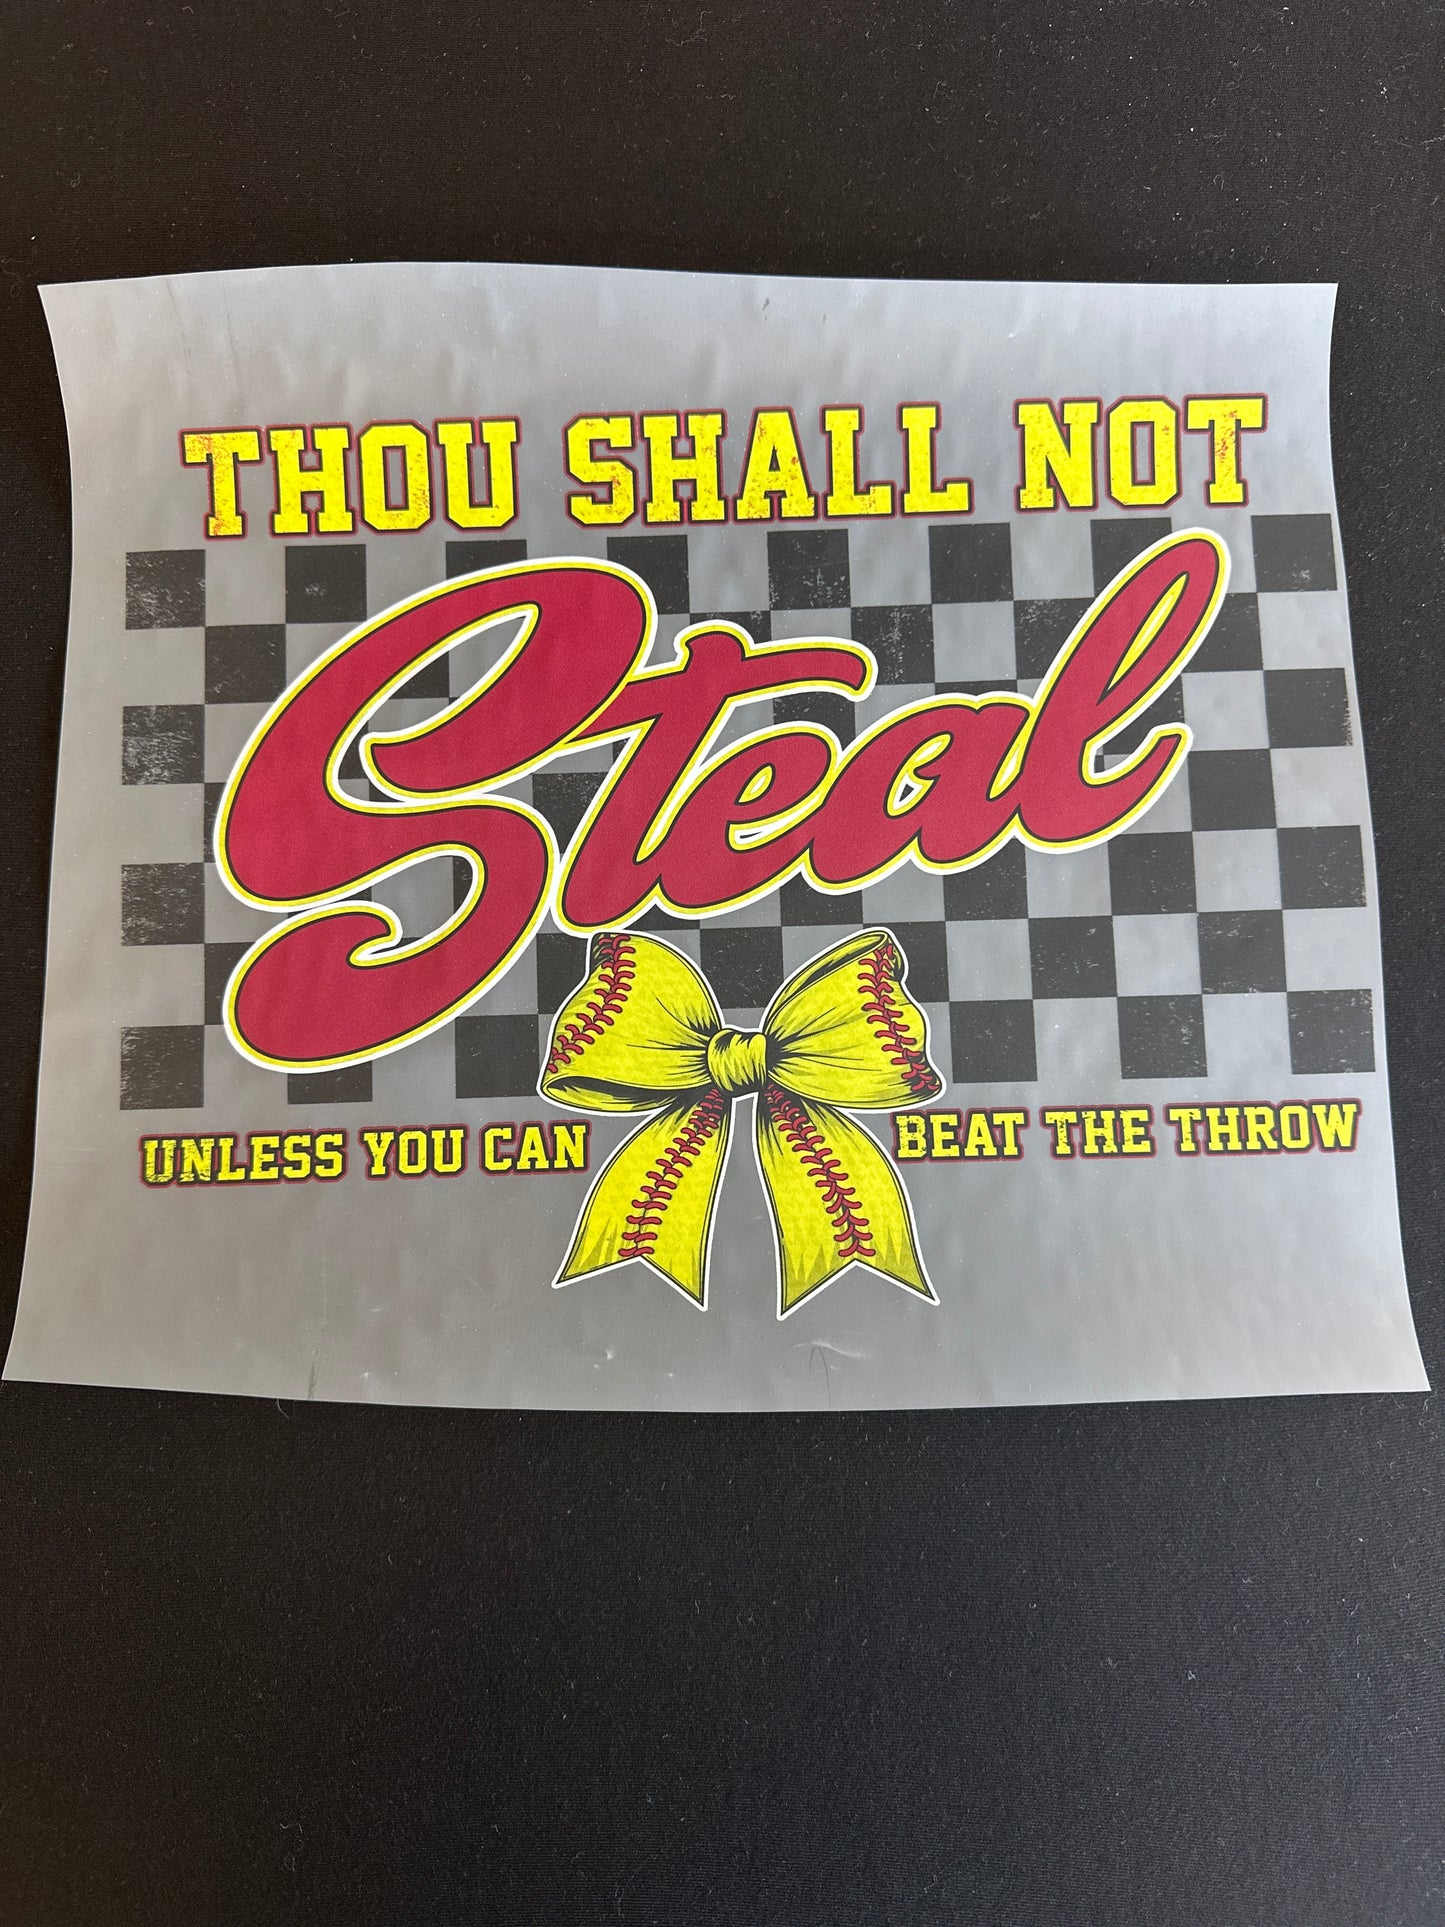 THOU SHALL NOT
Steal
UNLESS YOU CAN BEAT THE THROW